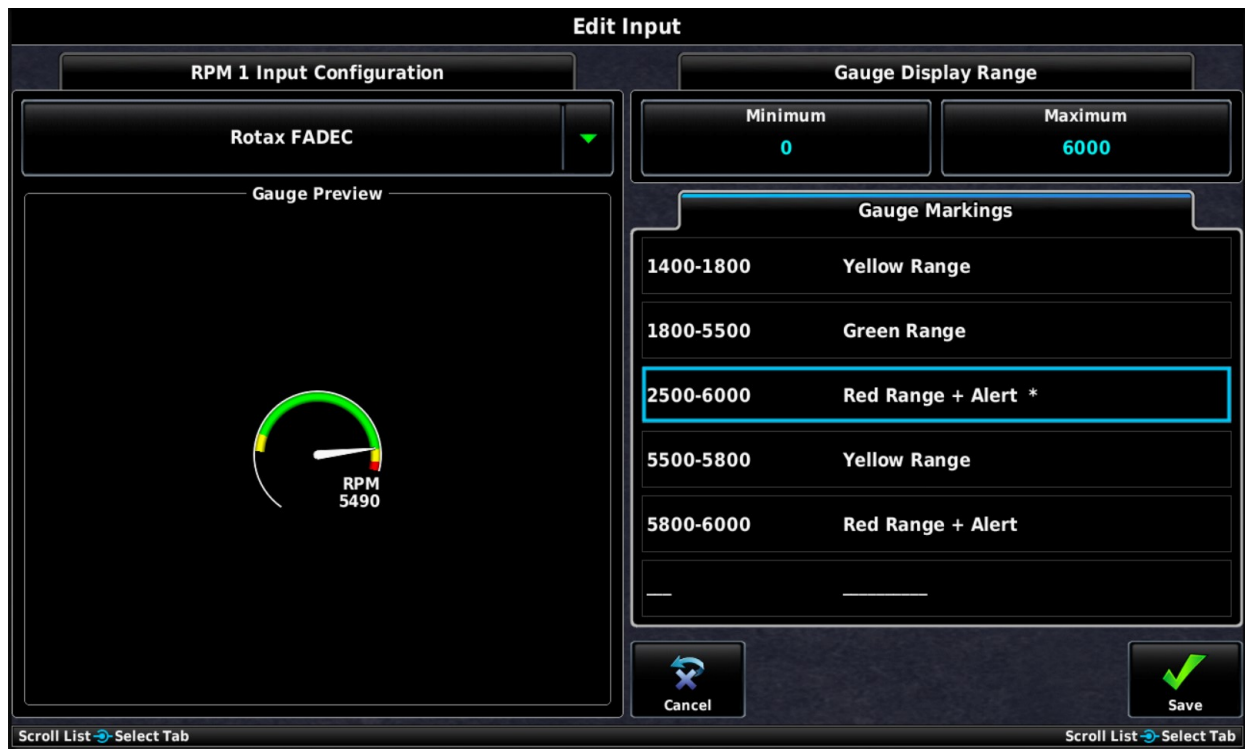 Edit Input
RPM 1 Input Configuration
Rotax FADEC
Gauge Preview
RPM
5490
Gauge Display Range
Minimum
0
Maximum
6000
Gauge Markings
1400-1800 Yellow Range
1800-5500 Green Range
2500-6000 Red Range + Alert *
5500-5800 Yellow Range
5800-6000 Red Range + Alert
___ __________
Cancel
Save
Scroll List Select Tab
Scroll List Select Tab